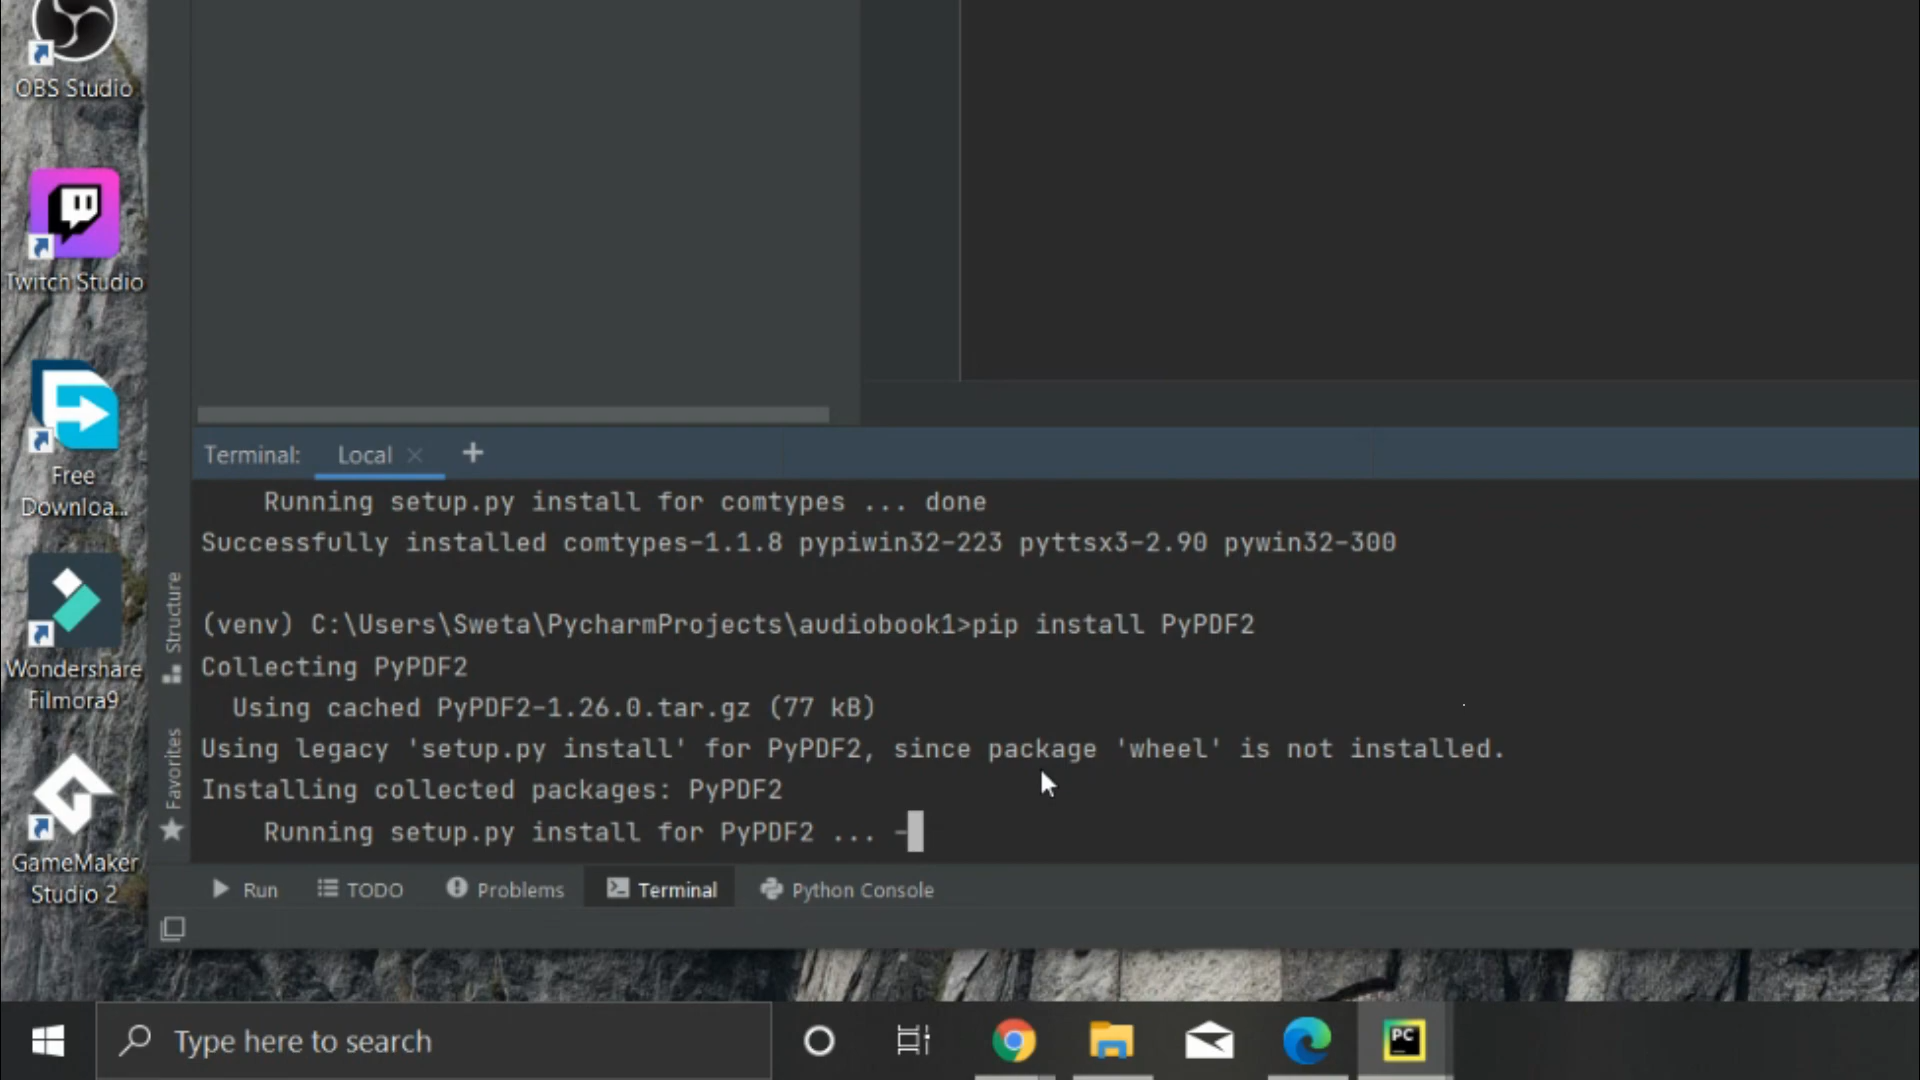 OBS Studio
Twitch Studio
Free
Downloa...
Wondershare
Filmora9
GameMaker
Studio 2
Structure
Favorites
Terminal: Local × +
Running setup.py install for comtypes ... done
Successfully installed comtypes-1.1.8 pypiwin32-223 pyttsx3-2.90 pywin32-300
(venv) C:\Users\Sweta\PycharmProjects\audiobook1>pip install PyPDF2
Collecting PyPDF2
Using cached PyPDF2-1.26.0.tar.gz (77 kB)
Using legacy 'setup.py install' for PyPDF2, since package 'wheel' is not installed.
Installing collected packages: PyPDF2
Running setup.py install for PyPDF2 ... -
Run TODO Problems Terminal Python Console
Type here to search
PC